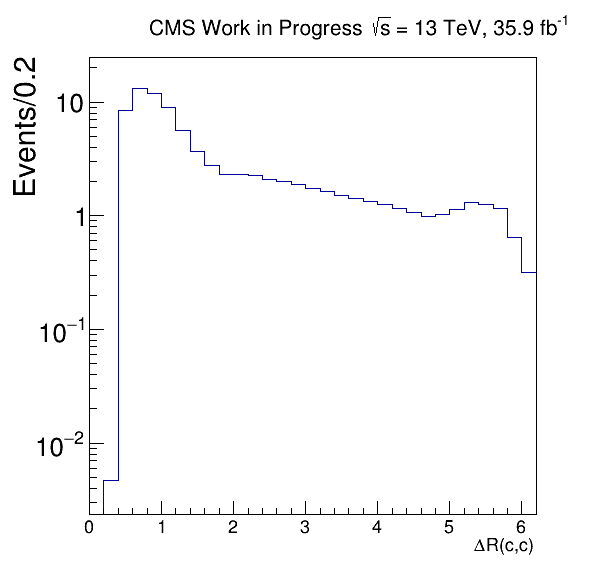 CMS Work in Progress √s = 13 TeV, 35.9 fb⁻¹
Events/0.2
10
1
10⁻¹
10⁻²
0 1 2 3 4 5 6
ΔR(c,c)